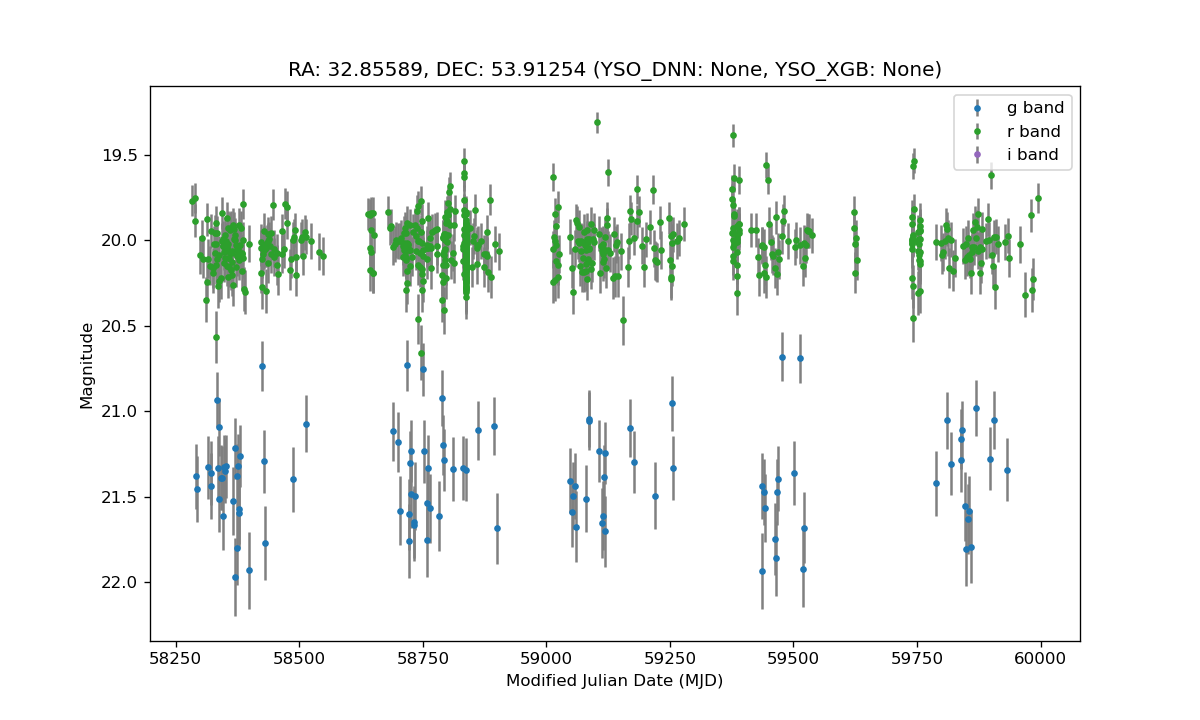 RA: 32.85589, DEC: 53.91254 (YSO_DNN: None, YSO_XGB: None)
g band
r band
i band
19.5
20.0
20.5
21.0
21.5
22.0
Magnitude
58250 58500 58750 59000 59250 59500 59750 60000
Modified Julian Date (MJD)